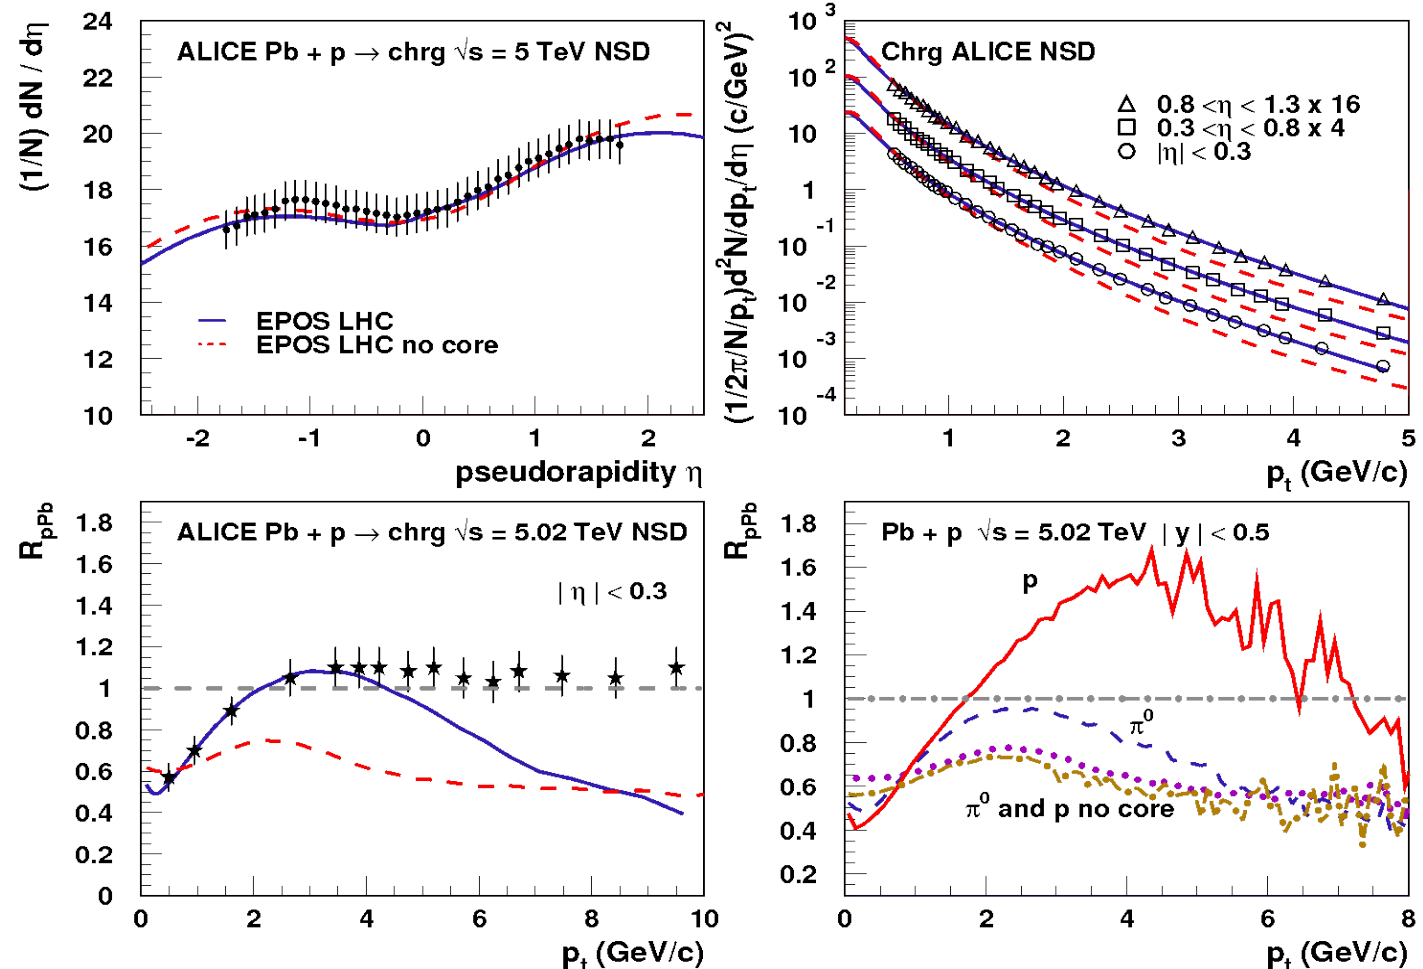 (1/N) dN / dη
24
22
20
18
16
14
12
10
ALICE Pb + p → chrg √s = 5 TeV NSD
EPOS LHC
EPOS LHC no core
-2 -1 0 1 2
pseudorapidity η
(1/2π/N/pt)d²N/dpt/dη (c/GeV)²
10 3
10 2
10
1
10 -1
10 -2
10 -3
10 -4
Chrg ALICE NSD
0.8 <η < 1.3 x 16
0.3 <η < 0.8 x 4
|η| < 0.3
1 2 3 4 5
pt (GeV/c)
RpPb
1.8
1.6
1.4
1.2
1
0.8
0.6
0.4
0.2
0
ALICE Pb + p → chrg √s = 5.02 TeV NSD
| η | < 0.3
0 2 4 6 8 10
pt (GeV/c)
RpPb
1.8
1.6
1.4
1.2
1
0.8
0.6
0.4
0.2
Pb + p √s = 5.02 TeV | y | < 0.5
p
π⁰
π⁰ and p no core
0 2 4 6 8
pt (GeV/c)